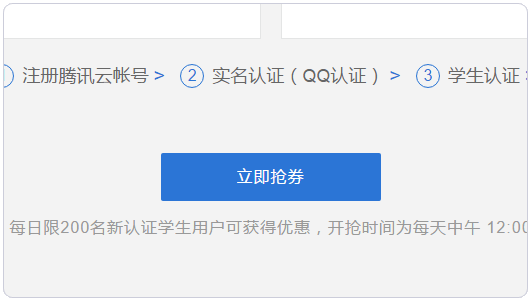 注册腾讯云帐号 > 2 实名认证（QQ认证） > 3 学生认证
立即抢券
每日限200名新认证学生用户可获得优惠，开抢时间为每天中午 12:00